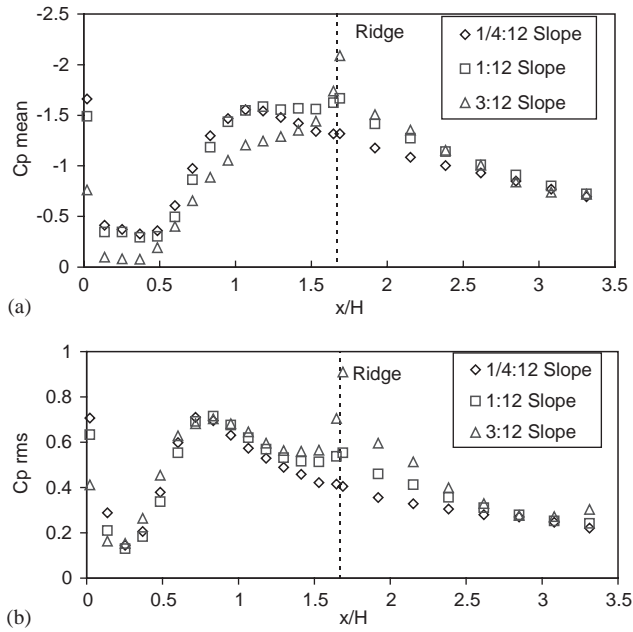 -2.5
-2
-1.5
-1
-0.5
0
Cp mean
Ridge
1/4:12 Slope
1:12 Slope
3:12 Slope
0 0.5 1 1.5 2 2.5 3 3.5
(a)
x/H
1
0.8
0.6
0.4
0.2
0
Cp rms
Ridge
1/4:12 Slope
1:12 Slope
3:12 Slope
0 0.5 1 1.5 2 2.5 3 3.5
(b)
x/H